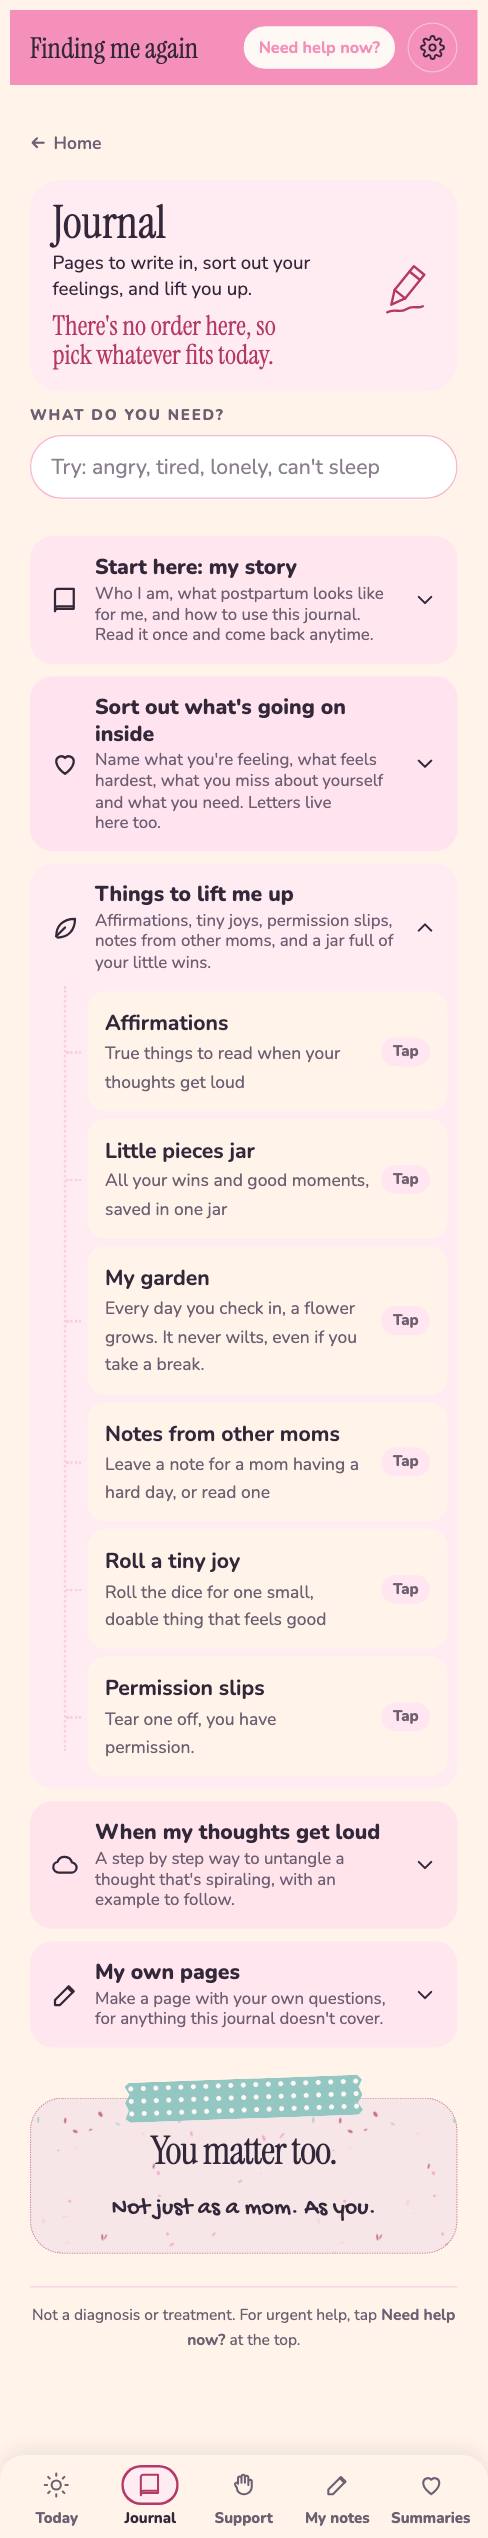 Finding me again
Need help now?
← Home
Journal
Pages to write in, sort out your
feelings, and lift you up.
There's no order here, so
pick whatever fits today.
WHAT DO YOU NEED?
Try: angry, tired, lonely, can't sleep
Start here: my story
Who I am, what postpartum looks like
for me, and how to use this journal.
Read it once and come back anytime.
Sort out what's going on
inside
Name what you're feeling, what feels
hardest, what you miss about yourself
and what you need. Letters live
here too.
Things to lift me up
Affirmations, tiny joys, permission slips,
notes from other moms, and a jar full of
your little wins.
Affirmations
True things to read when your
thoughts get loud
Tap
Little pieces jar
All your wins and good moments,
saved in one jar
Tap
My garden
Every day you check in, a flower
grows. It never wilts, even if you
take a break.
Tap
Notes from other moms
Leave a note for a mom having a
hard day, or read one
Tap
Roll a tiny joy
Roll the dice for one small,
doable thing that feels good
Tap
Permission slips
Tear one off, you have
permission.
Tap
When my thoughts get loud
A step by step way to untangle a
thought that's spiraling, with an
example to follow.
My own pages
Make a page with your own questions,
for anything this journal doesn't cover.
You matter too.
Not just as a mom. As you.
Not a diagnosis or treatment. For urgent help, tap Need help
now? at the top.
Today
Journal
Support
My notes
Summaries